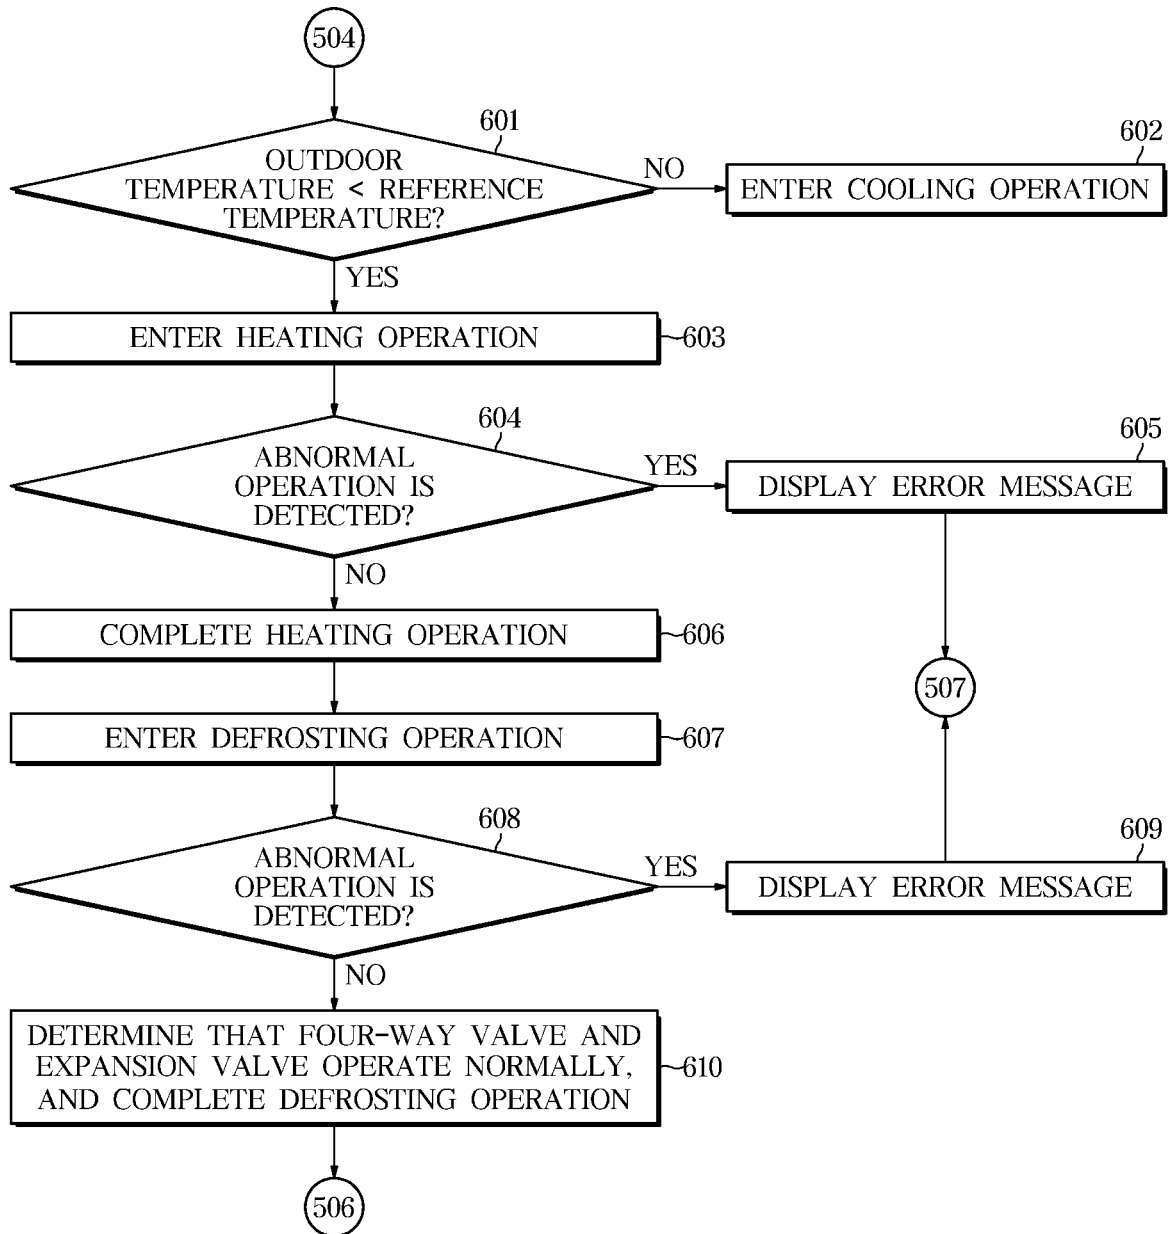 504
601
OUTDOOR
TEMPERATURE < REFERENCE
TEMPERATURE?
NO
602
ENTER COOLING OPERATION
YES
ENTER HEATING OPERATION
603
604
ABNORMAL
OPERATION IS
DETECTED?
YES
605
DISPLAY ERROR MESSAGE
NO
COMPLETE HEATING OPERATION
606
507
ENTER DEFROSTING OPERATION
607
608
ABNORMAL
OPERATION IS
DETECTED?
YES
609
DISPLAY ERROR MESSAGE
NO
DETERMINE THAT FOUR-WAY VALVE AND
EXPANSION VALVE OPERATE NORMALLY,
AND COMPLETE DEFROSTING OPERATION
610
506